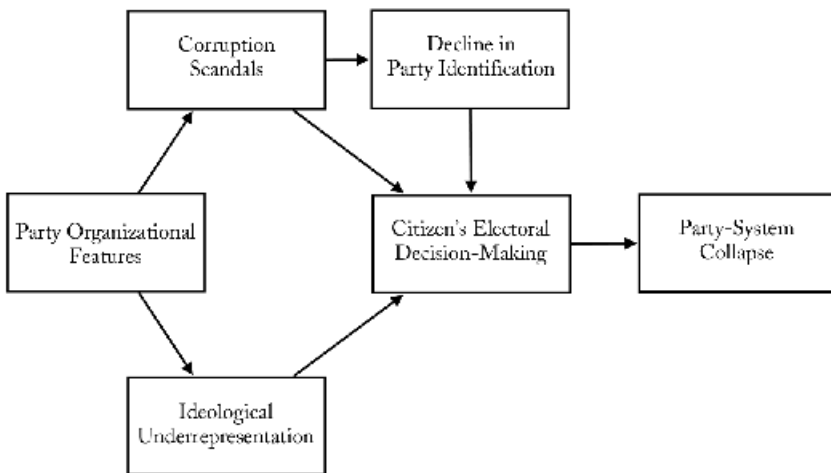 Corruption
Scandals
Decline in
Party Identification
Party Organizational
Features
Citizen's Electoral
Decision-Making
Party-System
Collapse
Ideological
Underrepresentation